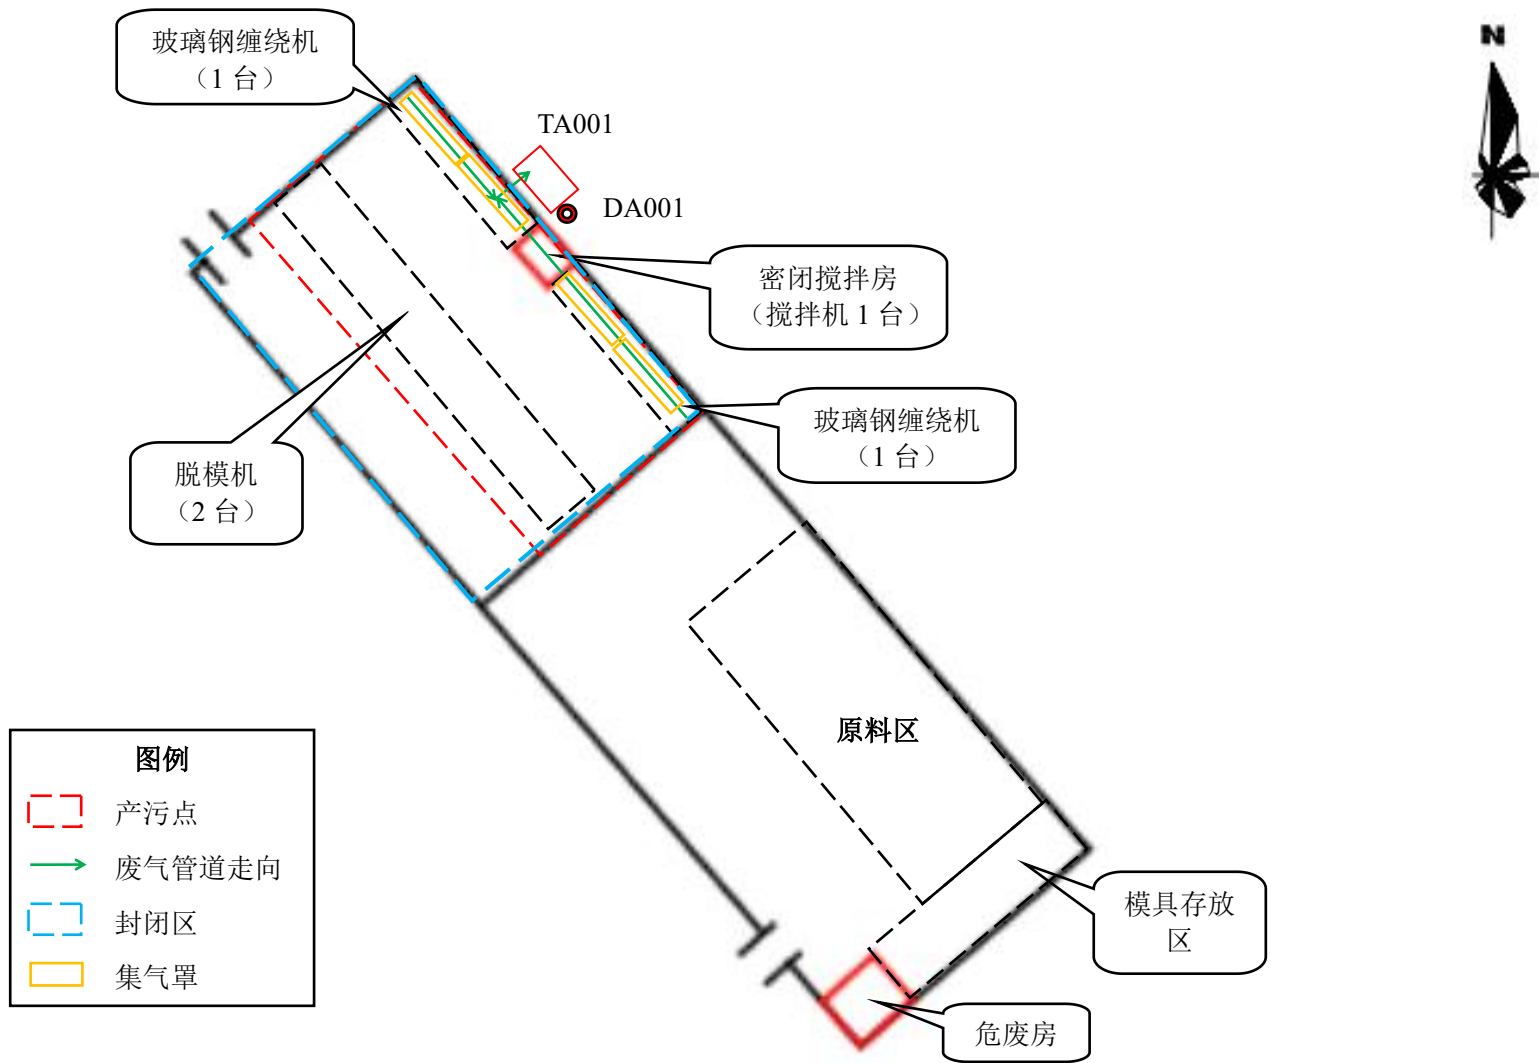 玻璃钢缠绕机
（1 台）
N
TA001
DA001
密闭搅拌房
（搅拌机 1 台）
玻璃钢缠绕机
（1 台）
脱模机
（2 台）
原料区
图例
产污点
废气管道走向
封闭区
集气罩
模具存放
区
危废房